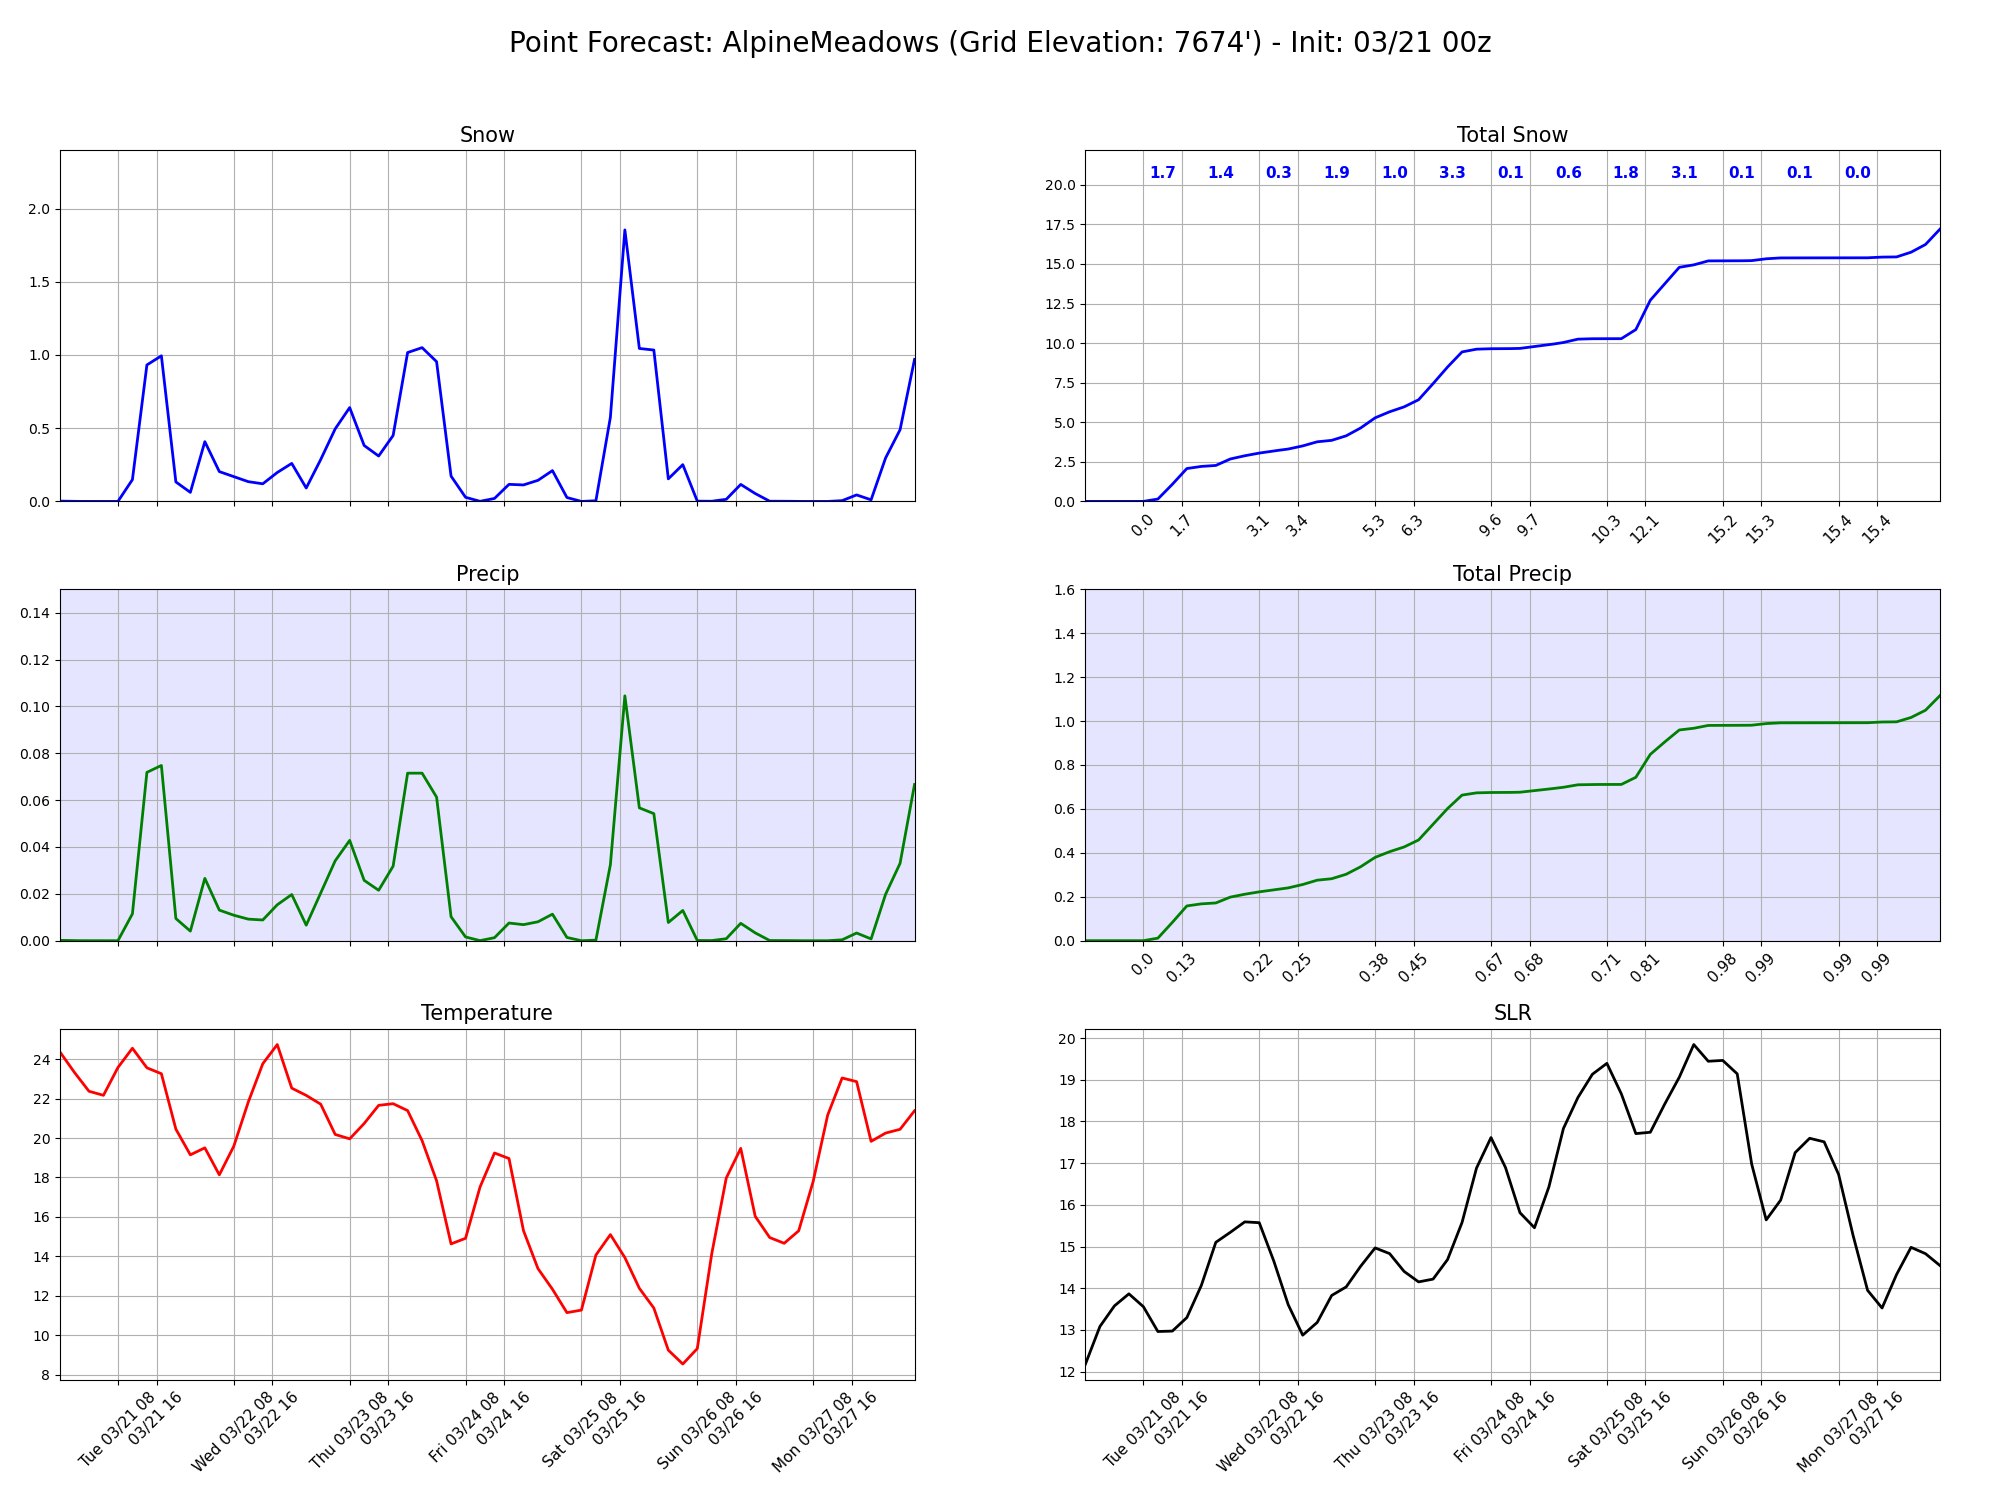 Point Forecast: AlpineMeadows (Grid Elevation: 7674') - Init: 03/21 00z
Snow
2.0
1.5
1.0
0.5
0.0
Total Snow
1.7 1.4 0.3 1.9 1.0 3.3 0.1 0.6 1.8 3.1 0.1 0.1 0.0
20.0
17.5
15.0
12.5
10.0
7.5
5.0
2.5
0.0
0.0 1.7 3.1 3.4 5.3 6.3 9.6 9.7 10.3 12.1 15.2 15.3 15.4 15.4
Precip
0.14
0.12
0.10
0.08
0.06
0.04
0.02
0.00
Total Precip
1.6
1.4
1.2
1.0
0.8
0.6
0.4
0.2
0.0
0.0 0.13 0.22 0.25 0.38 0.45 0.67 0.68 0.71 0.81 0.98 0.99 0.99 0.99
Temperature
24
22
20
18
16
14
12
10
8
Tue 03/21 08
03/21 16
Wed 03/22 08
03/22 16
Thu 03/23 08
03/23 16
Fri 03/24 08
03/24 16
Sat 03/25 08
03/25 16
Sun 03/26 08
03/26 16
Mon 03/27 08
03/27 16
SLR
20
19
18
17
16
15
14
13
12
Tue 03/21 08
03/21 16
Wed 03/22 08
03/22 16
Thu 03/23 08
03/23 16
Fri 03/24 08
03/24 16
Sat 03/25 08
03/25 16
Sun 03/26 08
03/26 16
Mon 03/27 08
03/27 16